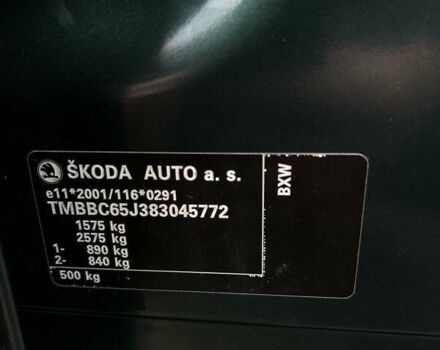 ŠKODA AUTO a. s.
e11*2001/116*0291
TMBBC65J383045772
1575 kg
2575 kg
1- 890 kg
2- 840 kg
500 kg
BXW